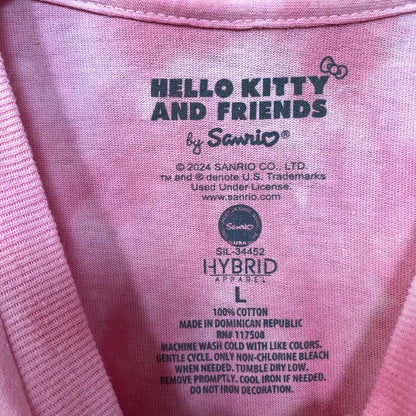 HELLO KITTY
AND FRIENDS
by Sanrio®
© 2024 SANRIO CO., LTD.
TM and ® denote U.S. Trademarks
Used Under License.
www.sanrio.com
Sanrio
USA
SIL-34452
HYBRID
APPAREL
L
100% COTTON
MADE IN DOMINICAN REPUBLIC
RN# 117508
MACHINE WASH COLD WITH LIKE COLORS.
GENTLE CYCLE. ONLY NON-CHLORINE BLEACH
WHEN NEEDED. TUMBLE DRY LOW.
REMOVE PROMPTLY. COOL IRON IF NEEDED.
DO NOT IRON DECORATION.